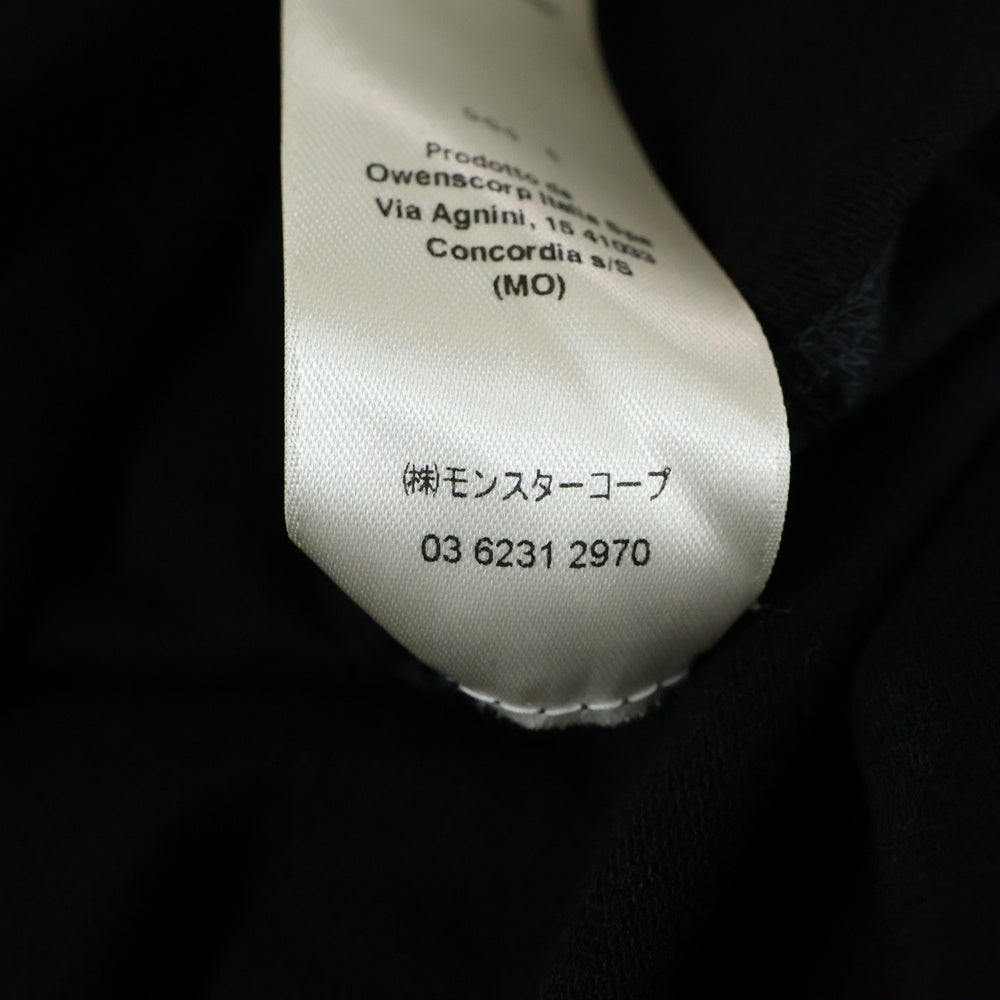 Prodotto da
Owenscorp Italia Spa
Via Agnini, 15 41033
Concordia s/S
(MO)
㈱モンスターコープ
03 6231 2970